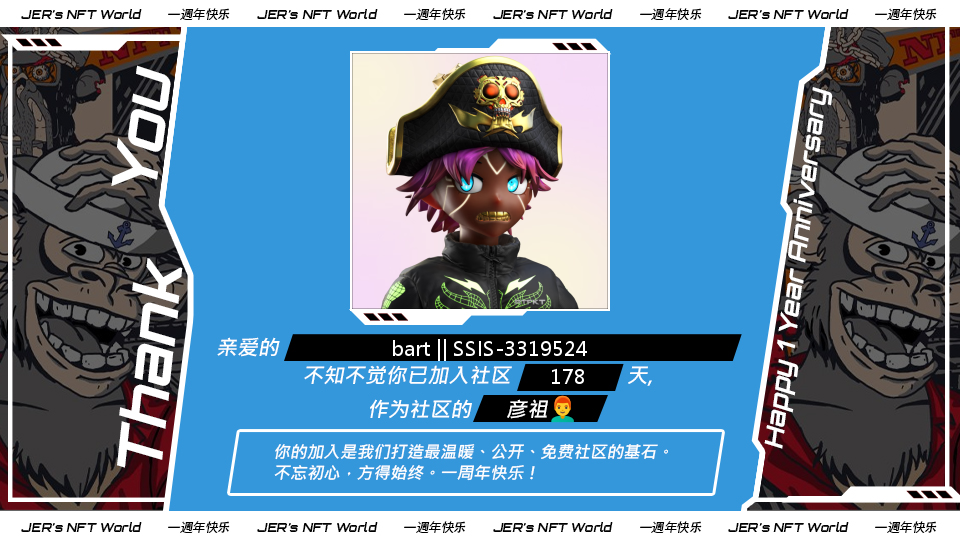 JER's NFT World 一週年快乐 JER's NFT World 一週年快乐 JER's NFT World 一週年快乐 JER's NFT World 一週年快乐
Thank You
Happy 1 Year Anniversary
亲爱的 bart || SSIS-3319524
不知不觉你已加入社区 178 天,
作为社区的 彦祖👨‍🦰
你的加入是我们打造最温暖、公开、免费社区的基石。
不忘初心，方得始终。一周年快乐！
JER's NFT World 一週年快乐 JER's NFT World 一週年快乐 JER's NFT World 一週年快乐 JER's NFT World 一週年快乐